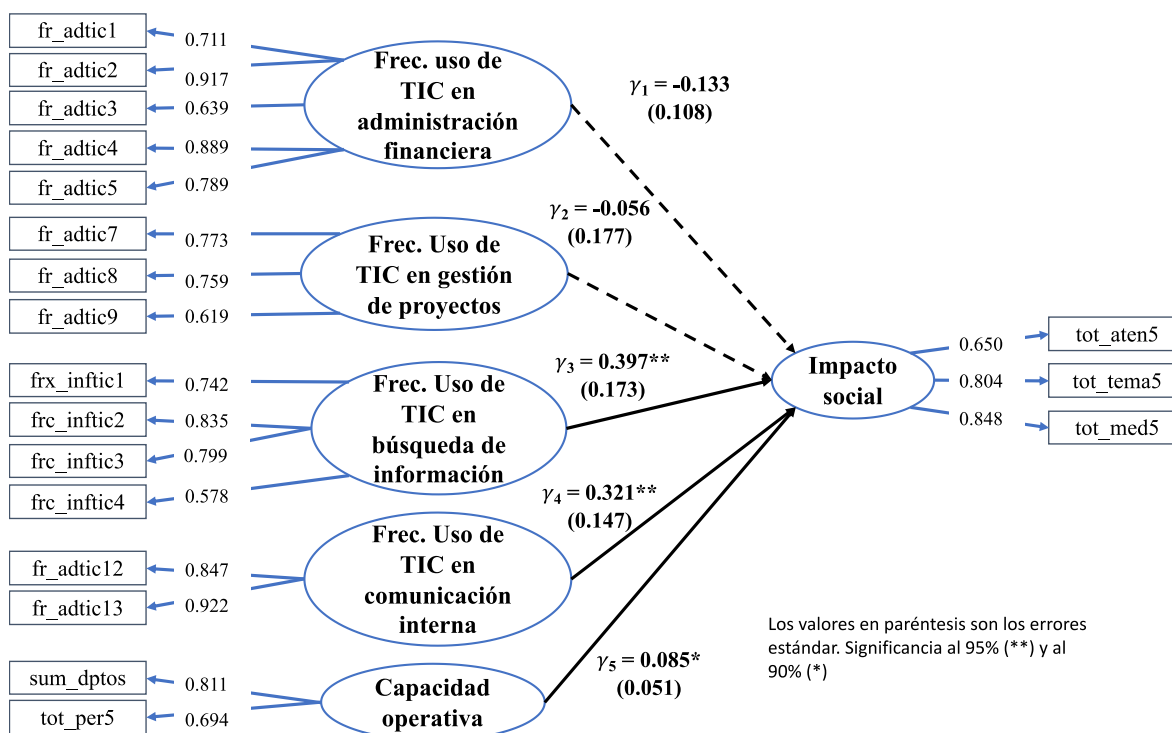 fr_adtic1
fr_adtic2
fr_adtic3
fr_adtic4
fr_adtic5
0.711
0.917
0.639
0.889
0.789
Frec. uso de
TIC en
administración
financiera
γ1 = -0.133
(0.108)
fr_adtic7
fr_adtic8
fr_adtic9
0.773
0.759
0.619
Frec. Uso de
TIC en gestión
de proyectos
γ2 = -0.056
(0.177)
frx_inftic1
frc_inftic2
frc_inftic3
frc_inftic4
0.742
0.835
0.799
0.578
Frec. Uso de
TIC en
búsqueda de
información
γ3 = 0.397**
(0.173)
fr_adtic12
fr_adtic13
0.847
0.922
Frec. Uso de
TIC en
comunicación
interna
γ4 = 0.321**
(0.147)
sum_dptos
tot_per5
0.811
0.694
Capacidad
operativa
γ5 = 0.085*
(0.051)
Impacto
social
0.650
0.804
0.848
tot_aten5
tot_tema5
tot_med5
Los valores en paréntesis son los errores
estándar. Significancia al 95% (**) y al
90% (*)